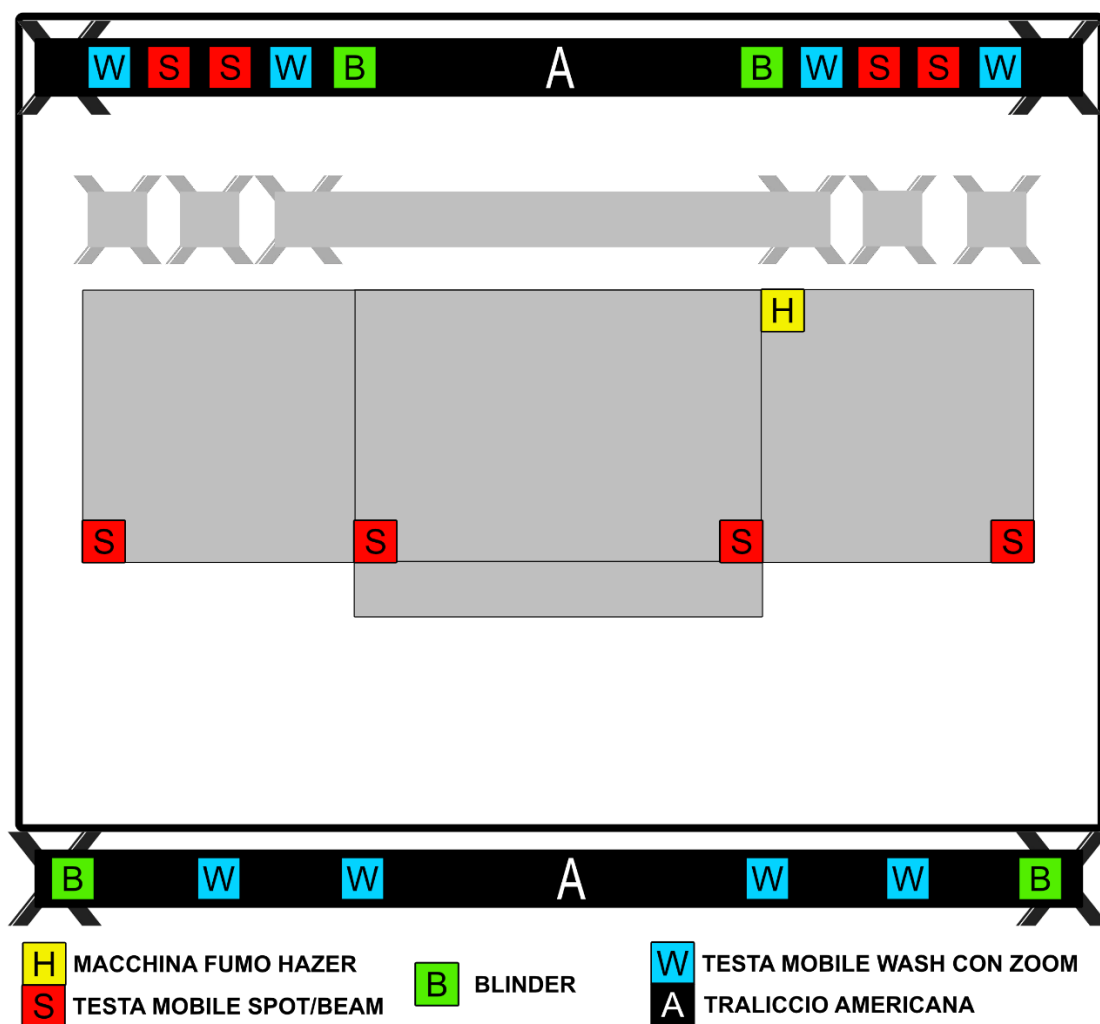 W S S W B A B W S S W
H
S S S S
B W W A W W B
H MACCHINA FUMO HAZER
S TESTA MOBILE SPOT/BEAM
B BLINDER
W TESTA MOBILE WASH CON ZOOM
A TRALICCIO AMERICANA